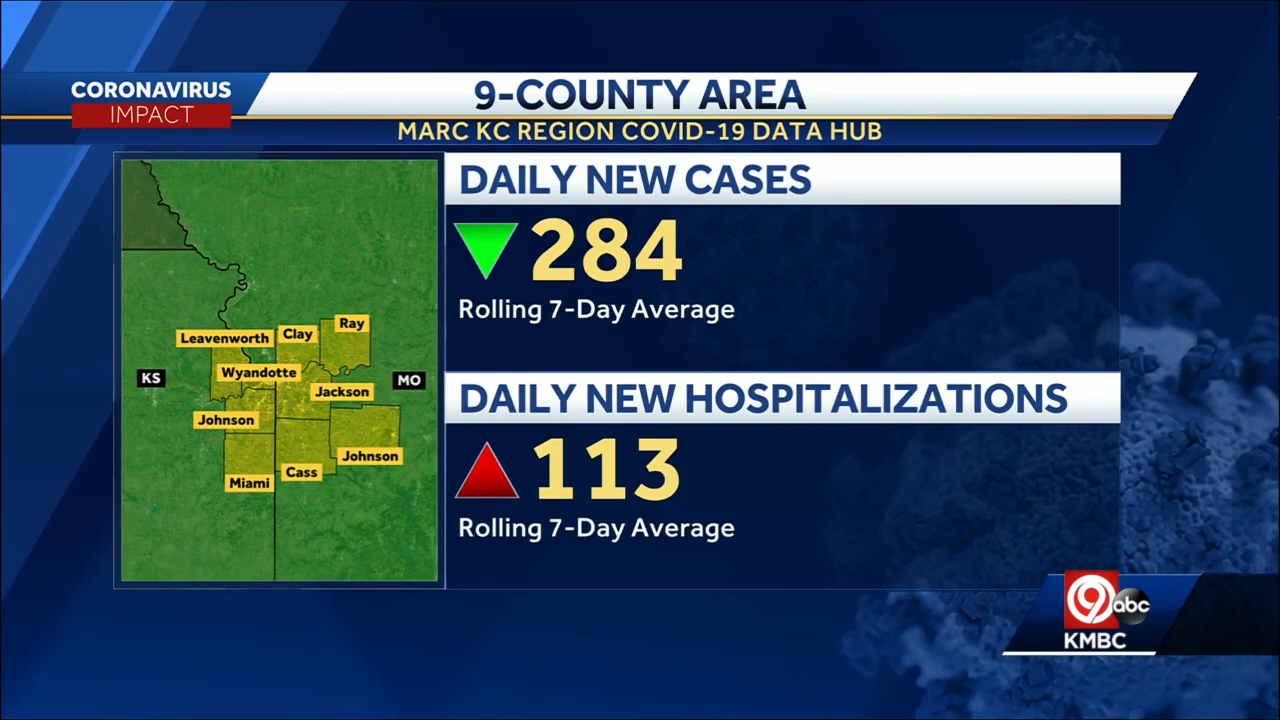 CORONAVIRUS
IMPACT
9-COUNTY AREA
MARC KC REGION COVID-19 DATA HUB
Ray
Clay
Leavenworth
Wyandotte
KS
MO
Jackson
Johnson
Johnson
Cass
Miami
DAILY NEW CASES
284
Rolling 7-Day Average
DAILY NEW HOSPITALIZATIONS
113
Rolling 7-Day Average
9 abc
KMBC